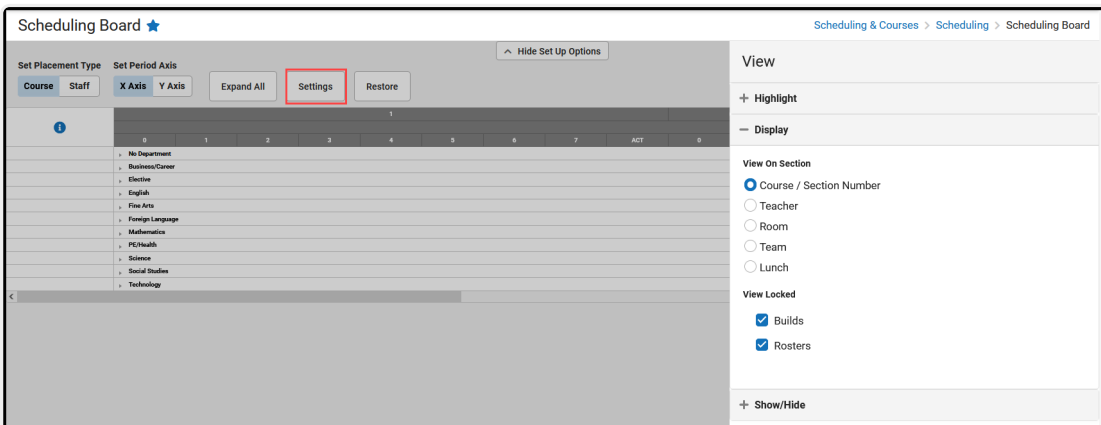 Scheduling Board
Scheduling & Courses > Scheduling > Scheduling Board
Hide Set Up Options
Set Placement Type Set Period Axis
Course Staff X Axis Y Axis Expand All Settings Restore
1
0 1 2 3 4 5 6 7 ACT 0
No Department
Business/Career
Elective
English
Fine Arts
Foreign Language
Mathematics
PE/Health
Science
Social Studies
Technology
View
Highlight
Display
View On Section
Course / Section Number
Teacher
Room
Team
Lunch
View Locked
Builds
Rosters
Show/Hide